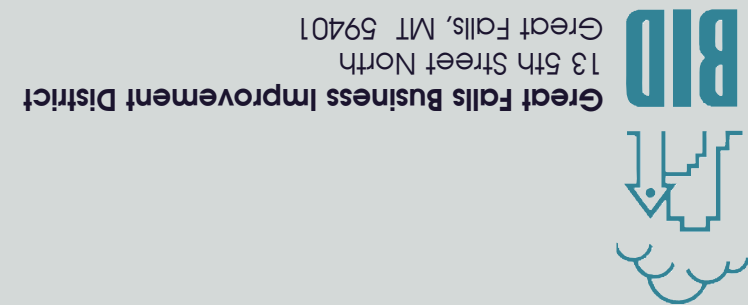 BID
Great Falls Business Improvement District
13 5th Street North
Great Falls, MT 59401